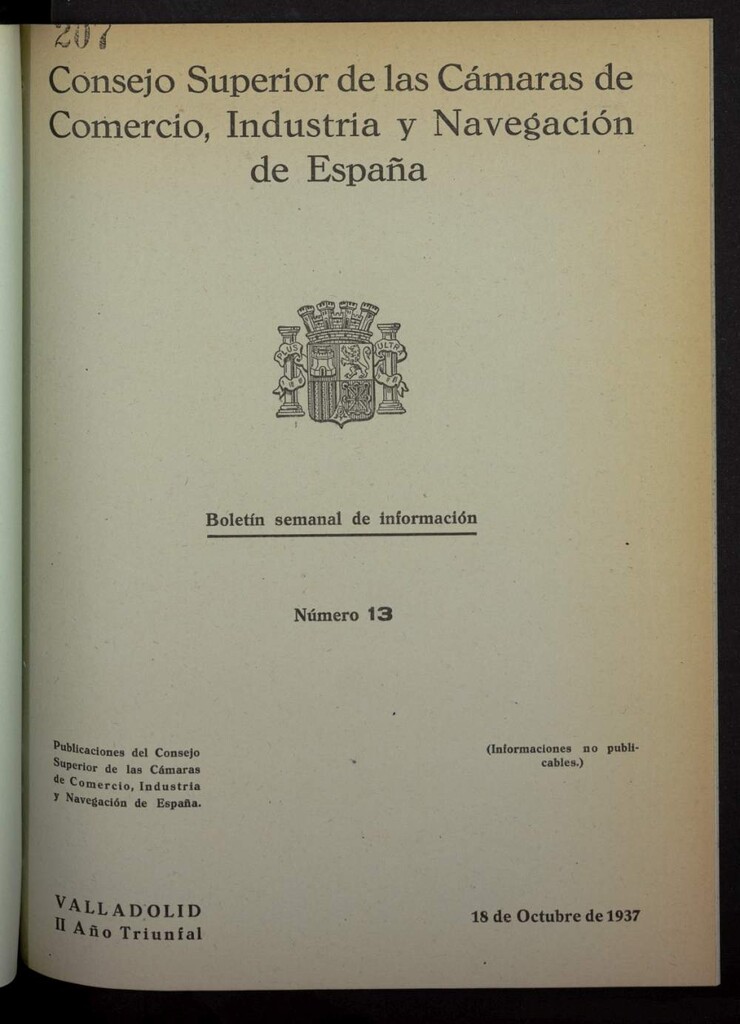 207
Consejo Superior de las Cámaras de
Comercio, Industria y Navegación
de España
PLUS ULTRA
Boletín semanal de información
Número 13
Publicaciones del Consejo
Superior de las Cámaras
de Comercio, Industria
y Navegación de España.
(Informaciones no publi-
cables.)
VALLADOLID
II Año Triunfal
18 de Octubre de 1937